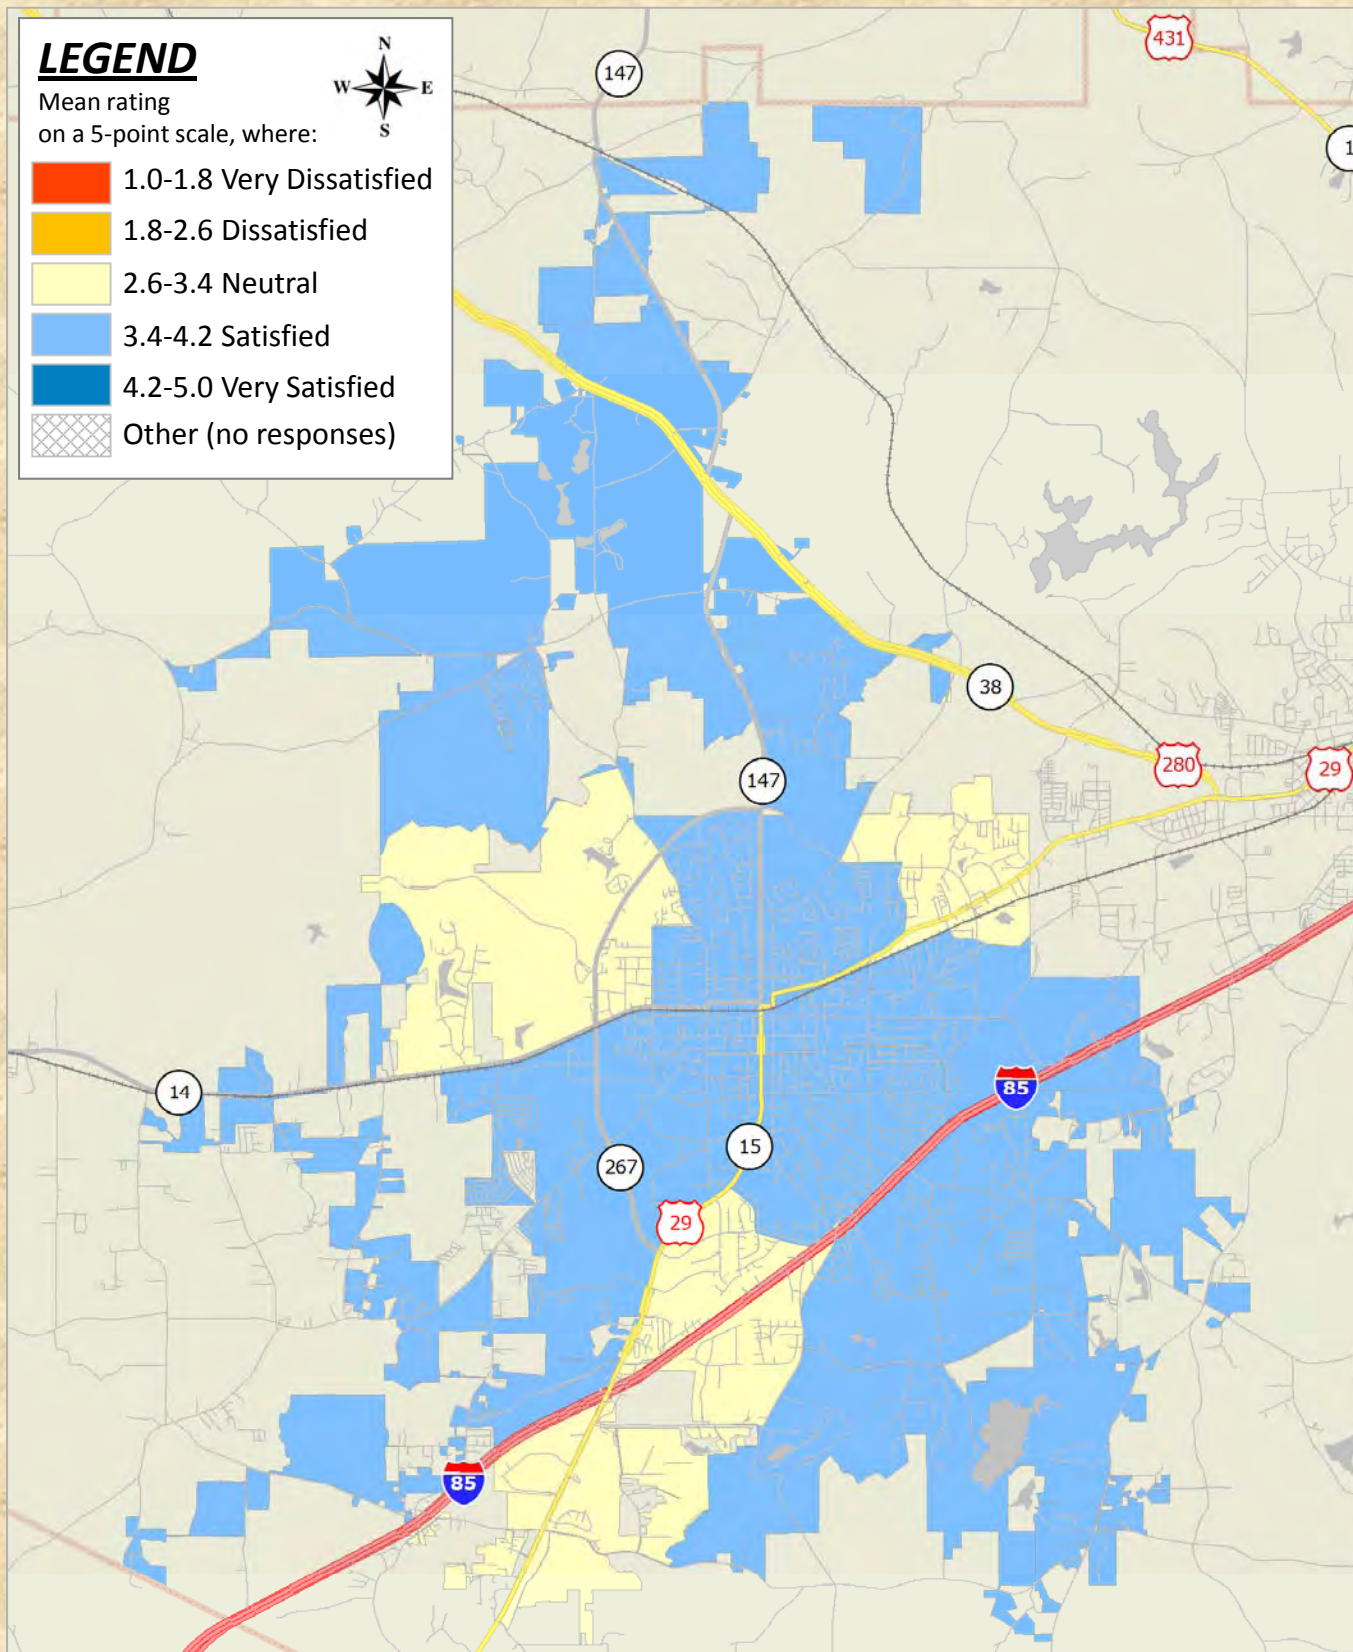 LEGEND
Mean rating
on a 5-point scale, where:
N
W E
S
1.0-1.8 Very Dissatisfied
1.8-2.6 Dissatisfied
2.6-3.4 Neutral
3.4-4.2 Satisfied
4.2-5.0 Very Satisfied
Other (no responses)
147
431
1
38
280
29
147
14
85
15
267
29
85